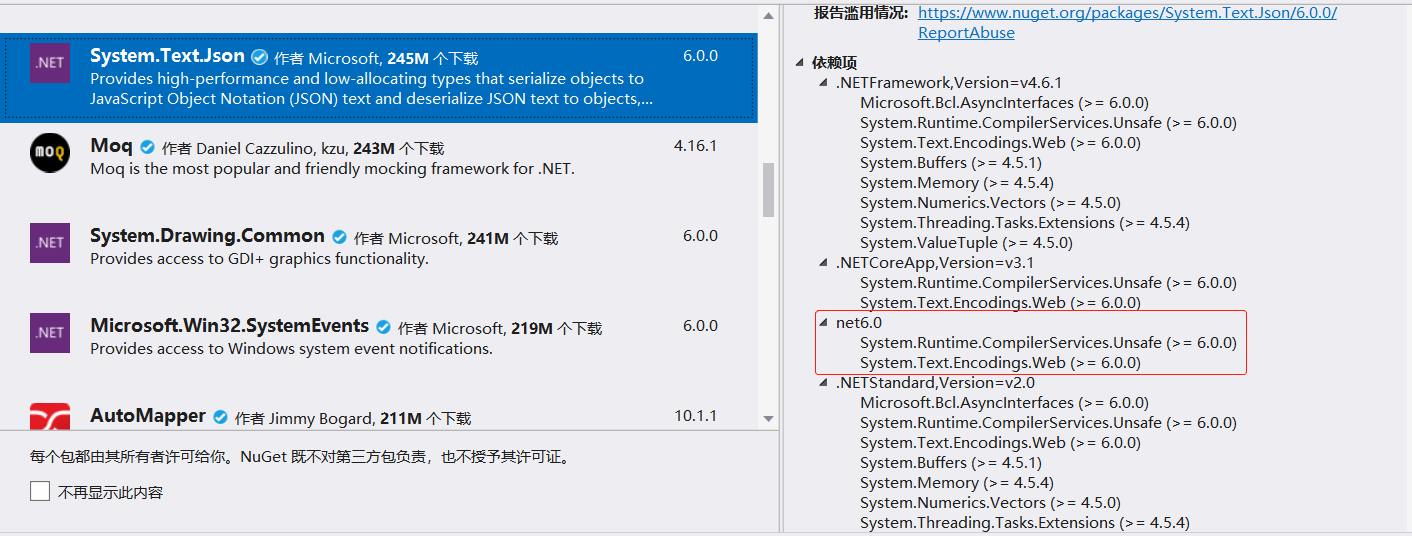 .NET
System.Text.Json 作者 Microsoft, 245M 个下载
6.0.0
Provides high-performance and low-allocating types that serialize objects to
JavaScript Object Notation (JSON) text and deserialize JSON text to objects,...
MOQ
Moq 作者 Daniel Cazzulino, kzu, 243M 个下载
4.16.1
Moq is the most popular and friendly mocking framework for .NET.
.NET
System.Drawing.Common 作者 Microsoft, 241M 个下载
6.0.0
Provides access to GDI+ graphics functionality.
.NET
Microsoft.Win32.SystemEvents 作者 Microsoft, 219M 个下载
6.0.0
Provides access to Windows system event notifications.
AutoMapper 作者 Jimmy Bogard, 211M 个下载
10.1.1
每个包都由其所有者许可给你。NuGet 既不对第三方包负责，也不授予其许可证。
不再显示此内容
报告滥用情况: https://www.nuget.org/packages/System.Text.Json/6.0.0/
ReportAbuse
依赖项
.NETFramework,Version=v4.6.1
Microsoft.Bcl.AsyncInterfaces (>= 6.0.0)
System.Runtime.CompilerServices.Unsafe (>= 6.0.0)
System.Text.Encodings.Web (>= 6.0.0)
System.Buffers (>= 4.5.1)
System.Memory (>= 4.5.4)
System.Numerics.Vectors (>= 4.5.0)
System.Threading.Tasks.Extensions (>= 4.5.4)
System.ValueTuple (>= 4.5.0)
.NETCoreApp,Version=v3.1
System.Runtime.CompilerServices.Unsafe (>= 6.0.0)
System.Text.Encodings.Web (>= 6.0.0)
net6.0
System.Runtime.CompilerServices.Unsafe (>= 6.0.0)
System.Text.Encodings.Web (>= 6.0.0)
.NETStandard,Version=v2.0
Microsoft.Bcl.AsyncInterfaces (>= 6.0.0)
System.Runtime.CompilerServices.Unsafe (>= 6.0.0)
System.Text.Encodings.Web (>= 6.0.0)
System.Buffers (>= 4.5.1)
System.Memory (>= 4.5.4)
System.Numerics.Vectors (>= 4.5.0)
System.Threading.Tasks.Extensions (>= 4.5.4)